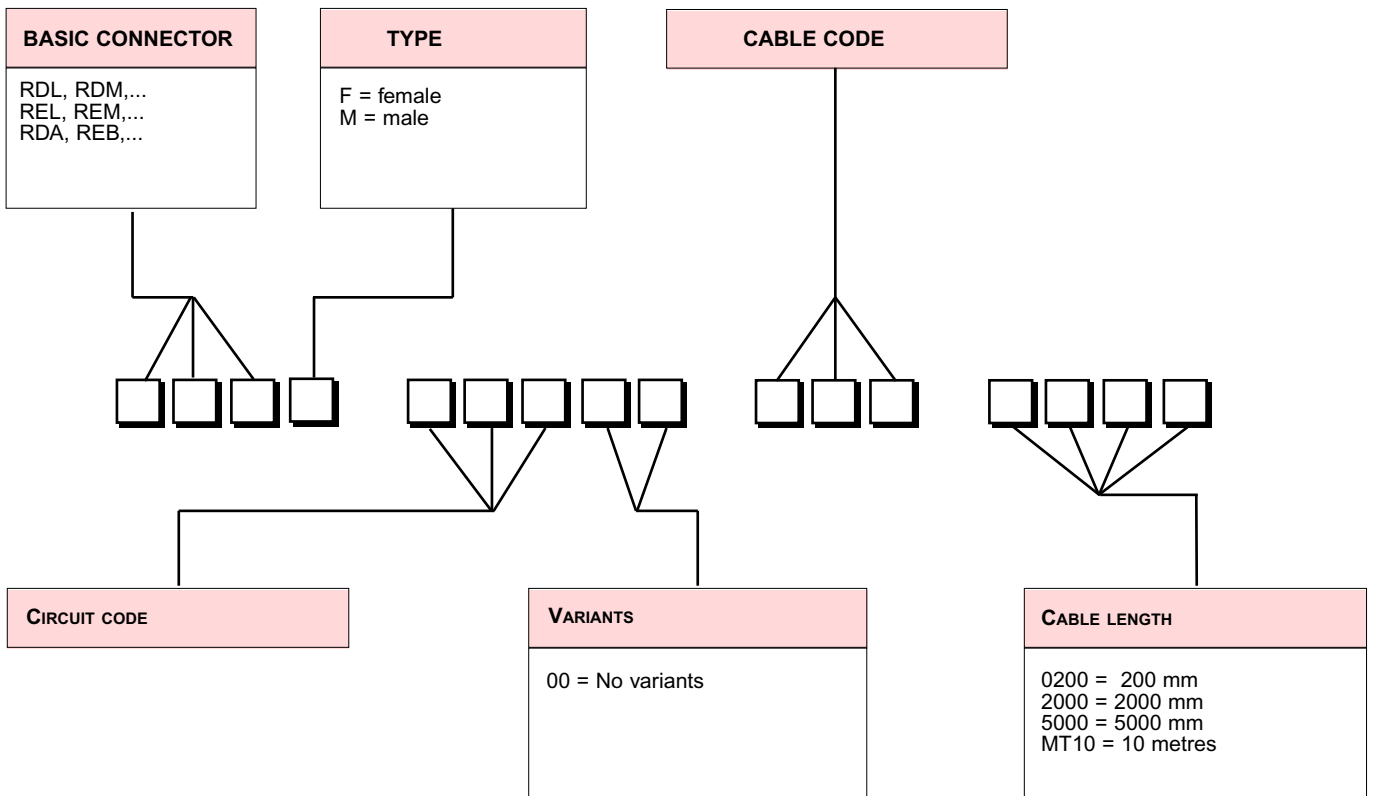 BASIC CONNECTOR
RDL, RDM,...
REL, REM,...
RDA, REB,...
TYPE
F = female
M = male
CABLE CODE
CIRCUIT CODE
VARIANTS
00 = No variants
CABLE LENGTH
0200 = 200 mm
2000 = 2000 mm
5000 = 5000 mm
MT10 = 10 metres